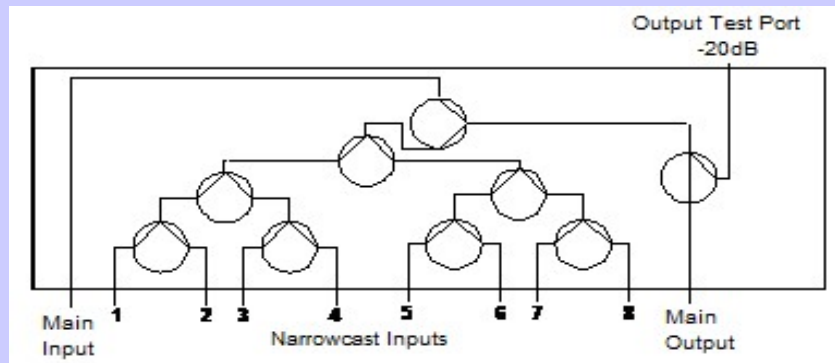 Output Test Port
-20dB
1 2 3 4 5 6 7 8
Main
Input
Narrowcast Inputs
Main
Output